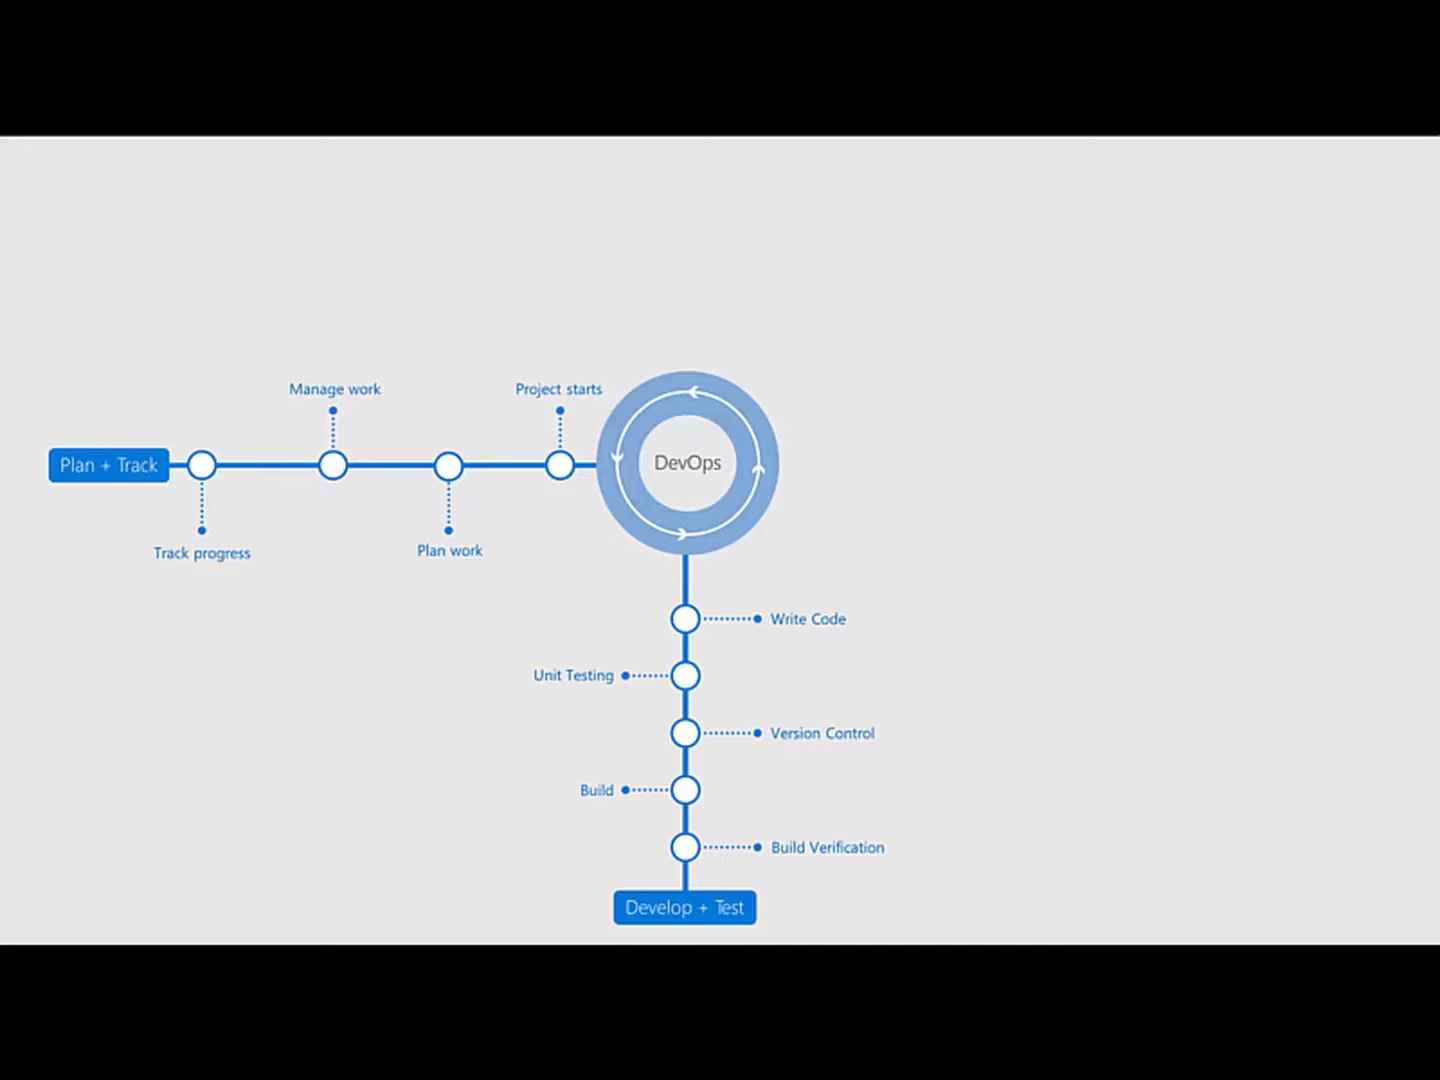 Manage work
Project starts
Plan + Track
DevOps
Track progress
Plan work
Write Code
Unit Testing
Version Control
Build
Build Verification
Develop + Test